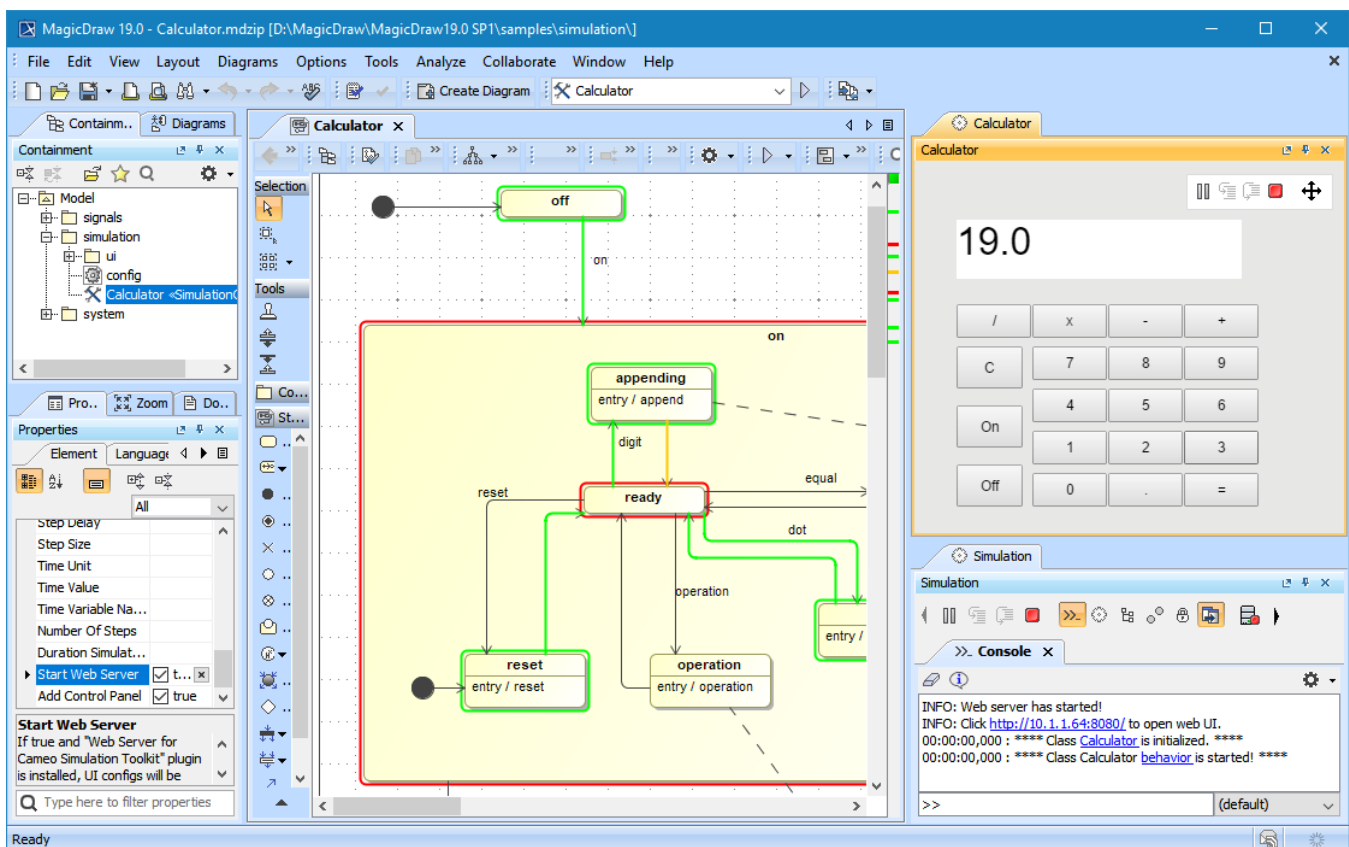 MagicDraw 19.0 - Calculator.mdzip [D:\MagicDraw\MagicDraw19.0 SP1\samples\simulation\]
File Edit View Layout Diagrams Options Tools Analyze Collaborate Window Help
Create Diagram Calculator
Containm.. Diagrams
Containment
Model
signals
simulation
ui
config
Calculator «Simulation
system
Pro.. Zoom Do..
Properties
Element Language
All
Step Delay
Step Size
Time Unit
Time Value
Time Variable Na...
Number Of Steps
Duration Simulat...
Start Web Server t...
Add Control Panel true
Start Web Server
If true and "Web Server for
Cameo Simulation Toolkit" plugin
is installed, UI configs will be
Type here to filter properties
Ready
Calculator
Selection
Tools
Co...
St...
off
on
on
appending
entry / append
digit
ready
reset
equal
dot
operation
entry /
reset
entry / reset
operation
entry / operation
Calculator
Calculator
19.0
/ x - +
C 7 8 9
4 5 6
On
1 2 3
Off 0 . =
Simulation
Simulation
Console
INFO: Web server has started!
INFO: Click http://10.1.1.64:8080/ to open web UI.
00:00:00,000 : **** Class Calculator is initialized. ****
00:00:00,000 : **** Class Calculator behavior is started! ****
>> (default)